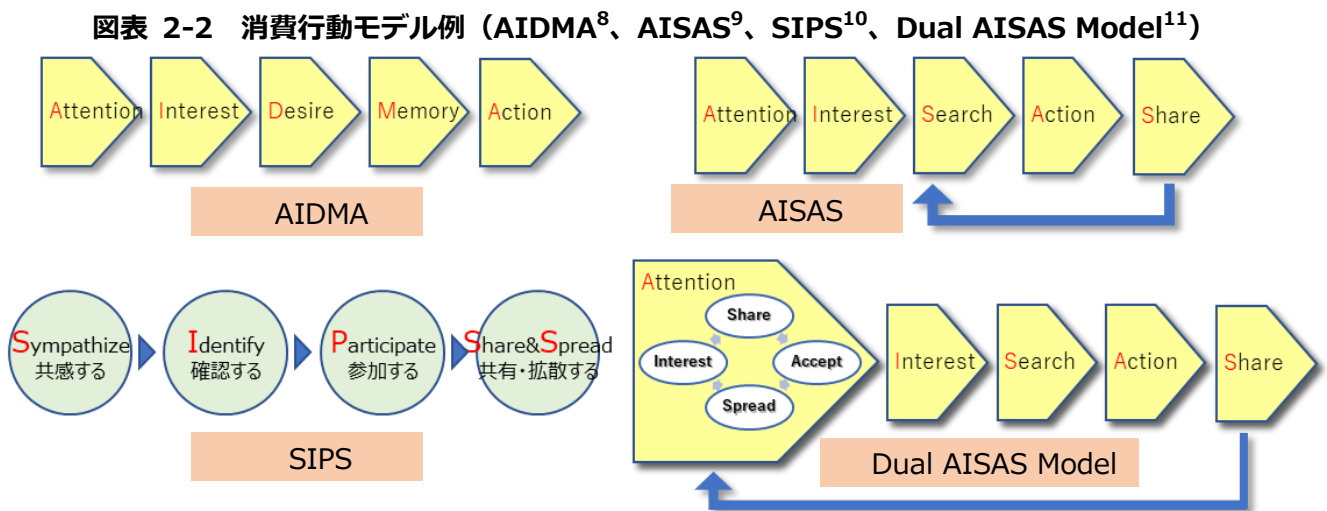 図表 2-2 消費行動モデル例（AIDMA8、AISAS9、SIPS10、Dual AISAS Model11）
Attention
Interest
Desire
Memory
Action
AIDMA
Attention
Interest
Search
Action
Share
AISAS
Sympathize
共感する
Identify
確認する
Participate
参加する
Share&Spread
共有・拡散する
SIPS
Attention
Share
Interest
Accept
Spread
Interest
Search
Action
Share
Dual AISAS Model